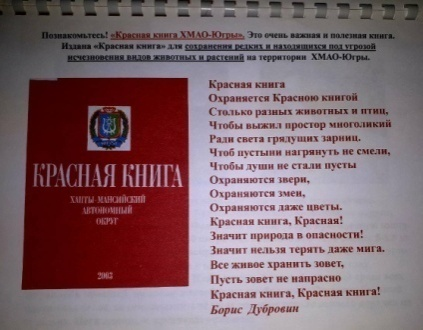 Познакомьтесь! «Красная книга ХМАО-Югры». Это очень важная и полезная книга.
Издана «Красная книга» для сохранения редких и находящихся под угрозой
исчезновения видов животных и растений на территории ХМАО-Югры.
КРАСНАЯ КНИГА
ХАНТЫ-МАНСИЙСКИЙ
АВТОНОМНЫЙ
ОКРУГ
2003
Красная книга
Охраняется Красною книгой
Столько разных животных и птиц,
Чтобы выжил простор многоликий
Ради света грядущих зарниц.
Чтоб пустыни нагрянуть не смели,
Чтобы души не стали пусты
Охраняются звери,
Охраняются змеи,
Охраняются даже цветы.
Красная книга, Красная!
Значит природа в опасности!
Значит нельзя терять даже мига.
Все живое хранить зовет,
Пусть зовет не напрасно
Красная книга, Красная книга!
Борис Дубровин